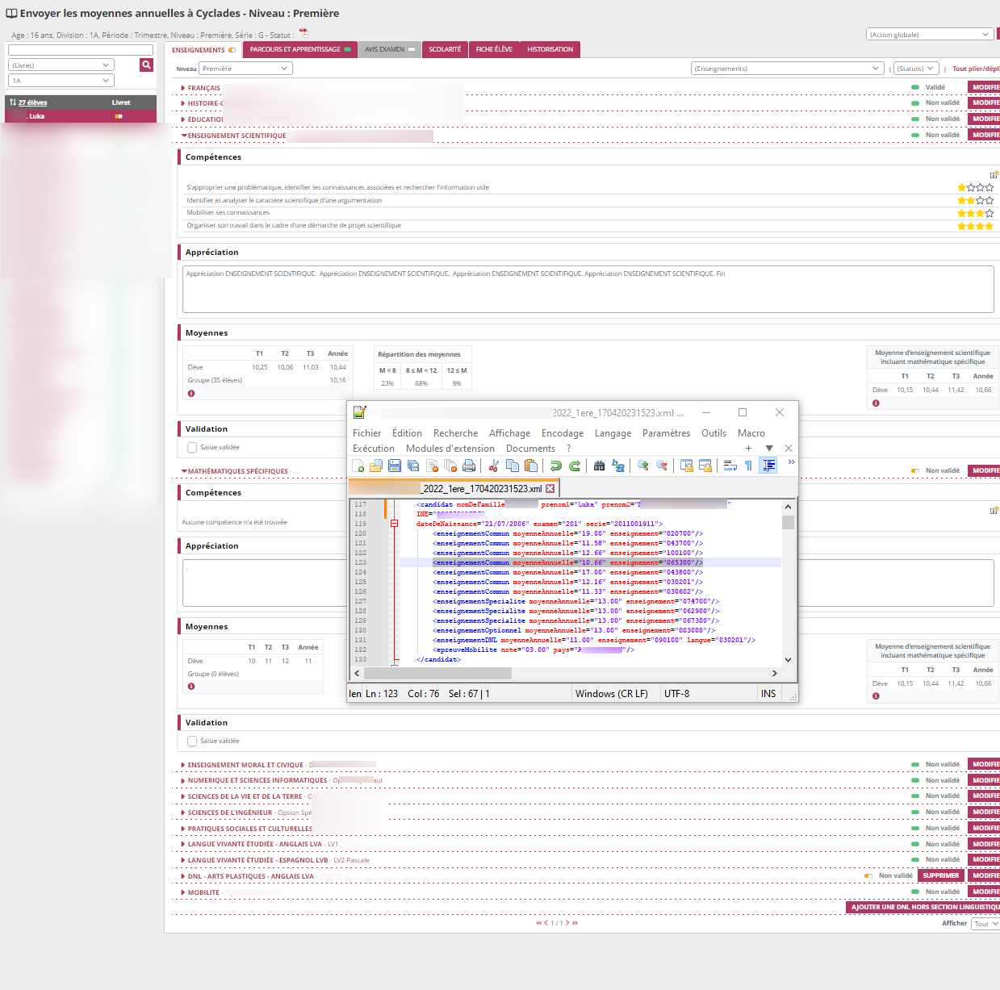 Envoyer les moyennes annuelles à Cyclades - Niveau : Première
Age : 16 ans, Division : 1A, Période : Trimestre, Niveau : Première, Série : G - Statut :
(Action globale)
ENSEIGNEMENTS PARCOURS ET APPRENTISSAGE AVIS EXAMEN SCOLARITÉ FICHE ÉLÈVE HISTORISATION
(Livret)
1A
Niveau Première (Enseignements) | (Statuts) | Tout plier/dépli
27 élèves Livret
. Luka
FRANÇAIS Validé MODIFIE
HISTOIRE- Non validé MODIFIE
ÉDUCATION Non validé MODIFIE
ENSEIGNEMENT SCIENTIFIQUE Non validé MODIFIE
Compétences
S'approprier une problématique, identifier les connaissances associées et rechercher l'information utile
Identifier et analyser le caractère scientifique d'une argumentation
Mobiliser ses connaissances
Organiser son travail dans le cadre d'une démarche de projet scientifique
Appréciation
Appréciation ENSEIGNEMENT SCIENTIFIQUE. Appréciation ENSEIGNEMENT SCIENTIFIQUE. Appréciation ENSEIGNEMENT SCIENTIFIQUE. Appréciation ENSEIGNEMENT SCIENTIFIQUE. Fin
Moyennes
T1 T2 T3 Année
Elève 10,25 10,06 11,03 10,44
Groupe (35 élèves) 10,16
Répartition des moyennes
M < 8 8 ≤ M < 12 12 ≤ M
23% 68% 9%
Moyenne d'enseignement scientifique
incluant mathématique spécifique
T1 T2 T3 Année
Elève 10,15 10,44 11,42 10,66
Validation
Saisie validée
MATHÉMATIQUES SPÉCIFIQUES - . . Non validé MODIFIE
Compétences
Aucune compétence n'a été trouvée
Appréciation
.
Moyennes
T1 T2 T3 Année
Elève 10 11 12 11
Groupe (0 élèves)
Moyenne d'enseignement scientifique
incluant mathématique spécifique
T1 T2 T3 Année
Elève 10,15 10,44 11,42 10,66
Validation
Saisie validée
2022_1ere_170420231523.xml ...
Fichier Édition Recherche Affichage Encodage Langage Paramètres Outils Macro
Exécution Modules d'extension Documents ?
_2022_1ere_170420231523.xml
117 <candidat nomDeFamille prenom1="Luka" prenom2=" "
118 INE="
119 dateDeNaissance="21/07/2006" examen="201" serie="2011001911">
120 <enseignementCommun moyenneAnnuelle="19.00" enseignement="020700"/>
121 <enseignementCommun moyenneAnnuelle="11.58" enseignement="043700"/>
122 <enseignementCommun moyenneAnnuelle="12.66" enseignement="100100"/>
123 <enseignementCommun moyenneAnnuelle="10.66" enseignement="065300"/>
124 <enseignementCommun moyenneAnnuelle="17.00" enseignement="043800"/>
125 <enseignementCommun moyenneAnnuelle="12.16" enseignement="030201"/>
126 <enseignementCommun moyenneAnnuelle="11.33" enseignement="030602"/>
127 <enseignementSpecialite moyenneAnnuelle="13.00" enseignement="074700"/>
128 <enseignementSpecialite moyenneAnnuelle="13.00" enseignement="062900"/>
129 <enseignementSpecialite moyenneAnnuelle="13.00" enseignement="067300"/>
130 <enseignementOptionnel moyenneAnnuelle="13.00" enseignement="003000"/>
131 <enseignementDNL moyenneAnnuelle="11.00" enseignement="090100" langue="030201"/>
132 <epreuveMobilite note="03.00" pays="A "/>
133 </candidat>
len Ln : 123 Col : 76 Sel : 67 | 1 Windows (CR LF) UTF-8 INS
ENSEIGNEMENT MORAL ET CIVIQUE - Non validé MODIFIE
NUMERIQUE ET SCIENCES INFORMATIQUES - Op aul Non validé MODIFIE
SCIENCES DE LA VIE ET DE LA TERRE - Non validé MODIFIE
SCIENCES DE L'INGÉNIEUR - Option Spé Non validé MODIFIE
PRATIQUES SOCIALES ET CULTURELLES Non validé MODIFIE
LANGUE VIVANTE ÉTUDIÉE - ANGLAIS LVA - LV1 Non validé MODIFIE
LANGUE VIVANTE ÉTUDIÉE - ESPAGNOL LVB - LV2 Pascale Non validé MODIFIE
DNL - ARTS PLASTIQUES - ANGLAIS LVA - Non validé SUPPRIMER MODIFIE
MOBILITE - Non validé MODIFIE
AJOUTER UNE DNL HORS SECTION LINGUISTIQU
1 / 1 Afficher Tout